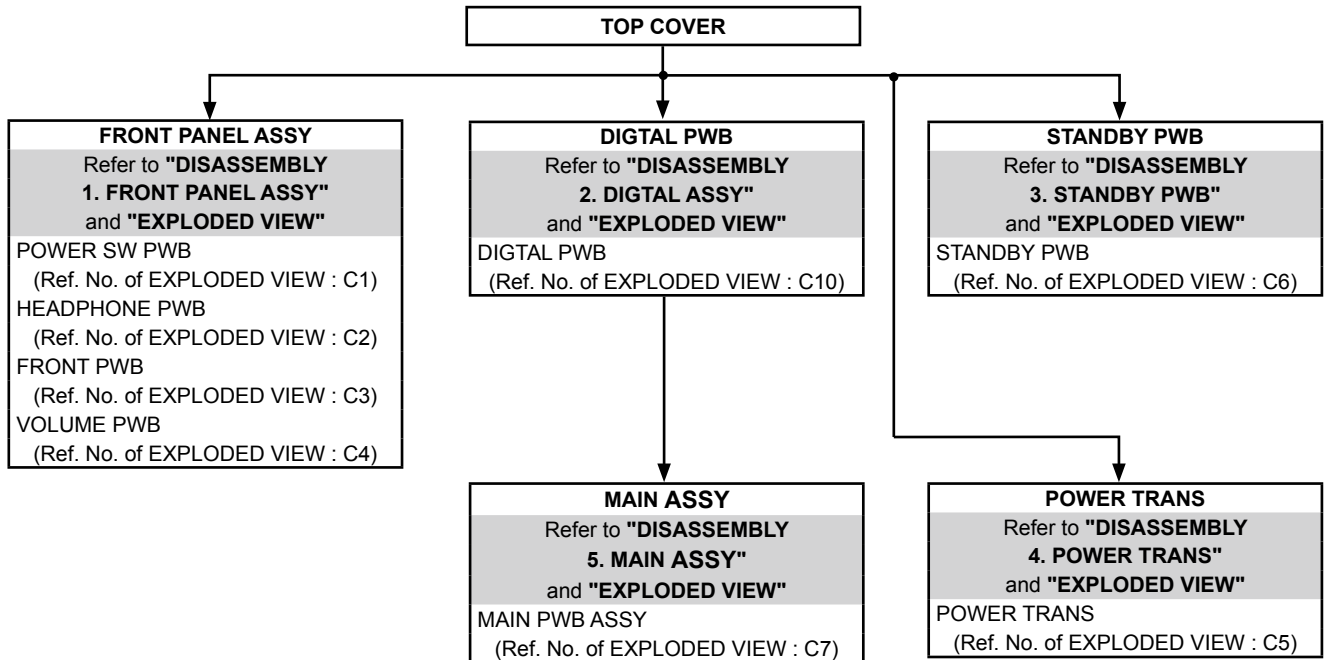 TOP COVER
FRONT PANEL ASSY
Refer to "DISASSEMBLY
1. FRONT PANEL ASSY"
and "EXPLODED VIEW"
POWER SW PWB
(Ref. No. of EXPLODED VIEW : C1)
HEADPHONE PWB
(Ref. No. of EXPLODED VIEW : C2)
FRONT PWB
(Ref. No. of EXPLODED VIEW : C3)
VOLUME PWB
(Ref. No. of EXPLODED VIEW : C4)
DIGTAL PWB
Refer to "DISASSEMBLY
2. DIGTAL ASSY"
and "EXPLODED VIEW"
DIGTAL PWB
(Ref. No. of EXPLODED VIEW : C10)
STANDBY PWB
Refer to "DISASSEMBLY
3. STANDBY PWB"
and "EXPLODED VIEW"
STANDBY PWB
(Ref. No. of EXPLODED VIEW : C6)
MAIN ASSY
Refer to "DISASSEMBLY
5. MAIN ASSY"
and "EXPLODED VIEW"
MAIN PWB ASSY
(Ref. No. of EXPLODED VIEW : C7)
POWER TRANS
Refer to "DISASSEMBLY
4. POWER TRANS"
and "EXPLODED VIEW"
POWER TRANS
(Ref. No. of EXPLODED VIEW : C5)